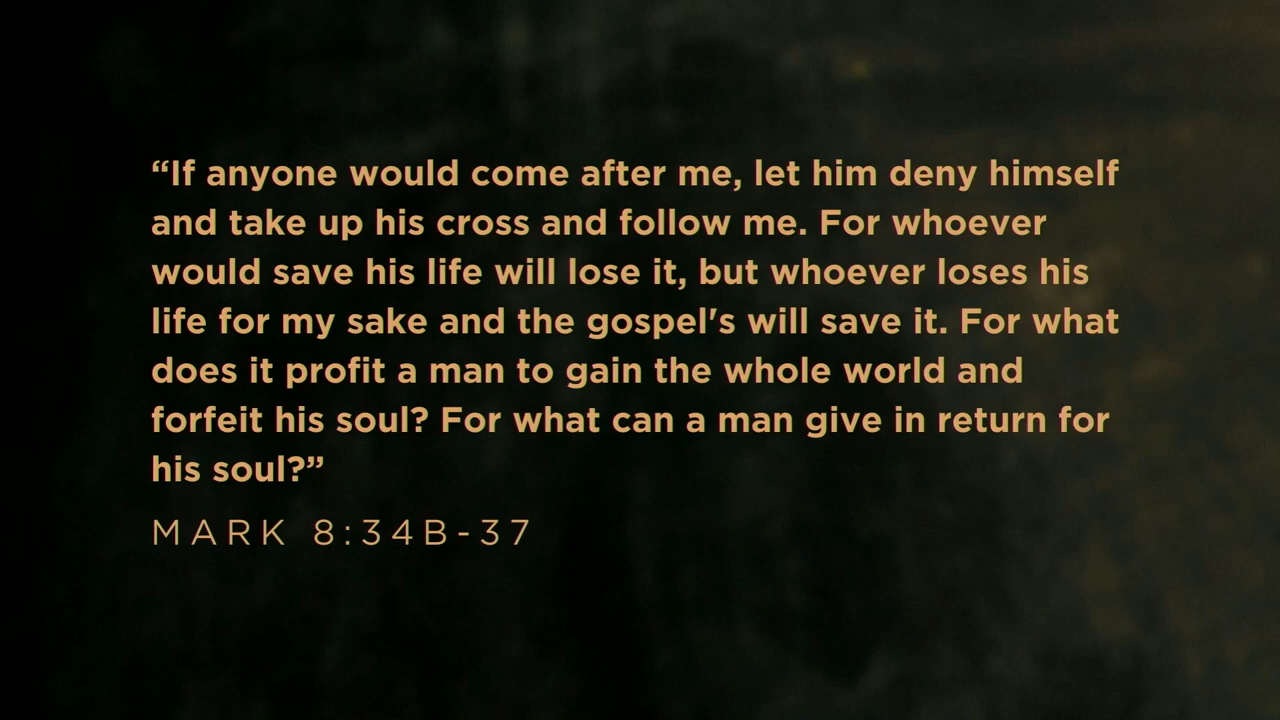 “If anyone would come after me, let him deny himself
and take up his cross and follow me. For whoever
would save his life will lose it, but whoever loses his
life for my sake and the gospel's will save it. For what
does it profit a man to gain the whole world and
forfeit his soul? For what can a man give in return for
his soul?”
MARK 8:34B-37